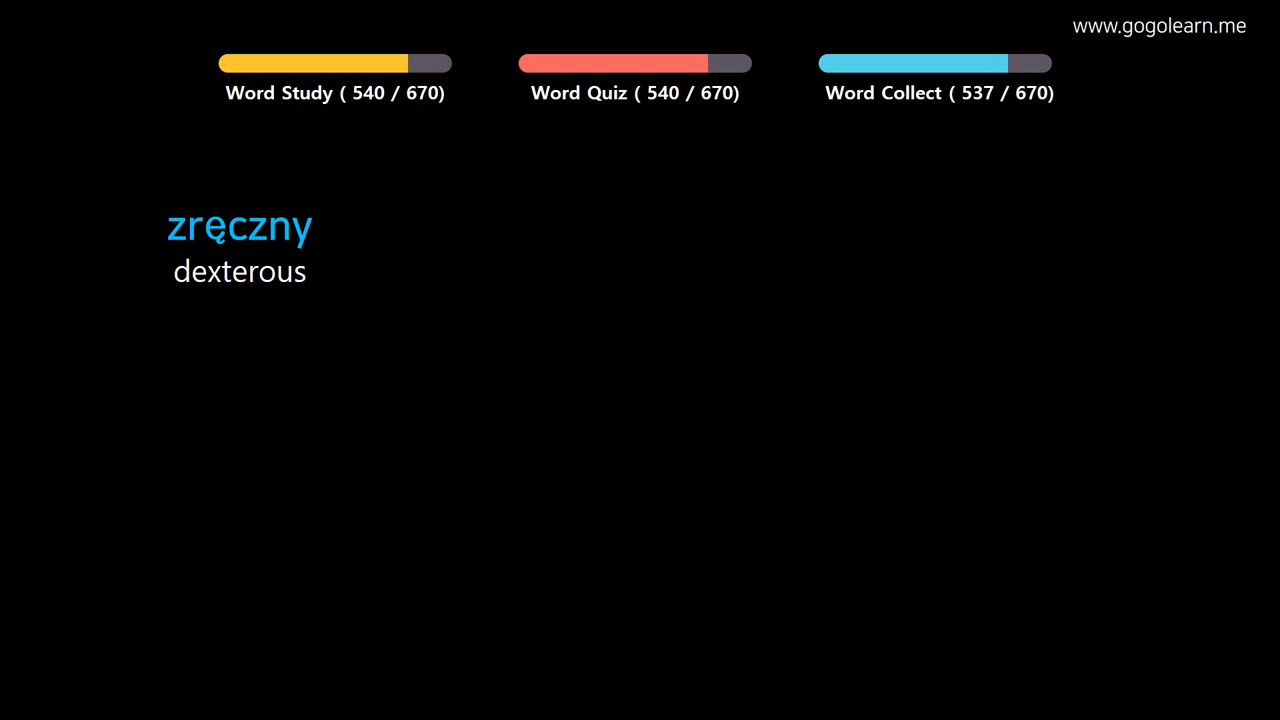 www.gogolearn.me
Word Study ( 540 / 670)
Word Quiz ( 540 / 670)
Word Collect ( 537 / 670)
zręczny
dexterous